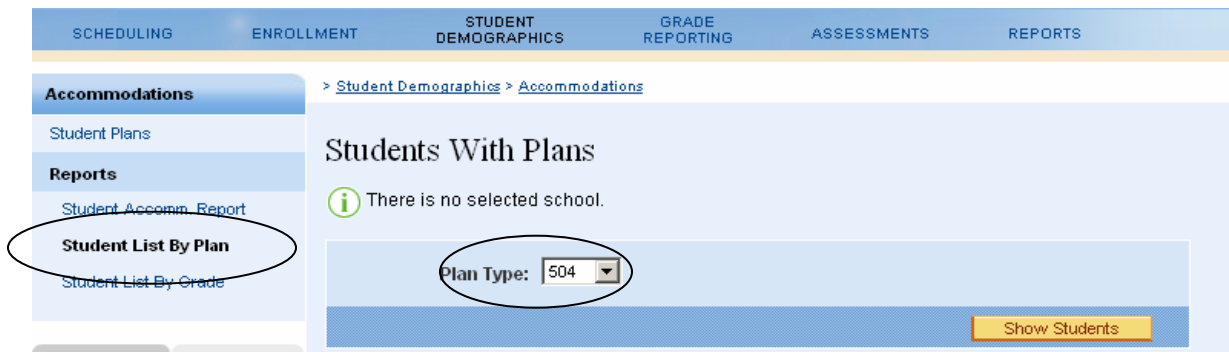 SCHEDULING ENROLLMENT STUDENT DEMOGRAPHICS GRADE REPORTING ASSESSMENTS REPORTS
Accommodations
Student Plans
Reports
Student Accomm. Report
Student List By Plan
Student List By Grade
> Student Demographics > Accommodations
Students With Plans
i There is no selected school.
Plan Type: 504
Show Students